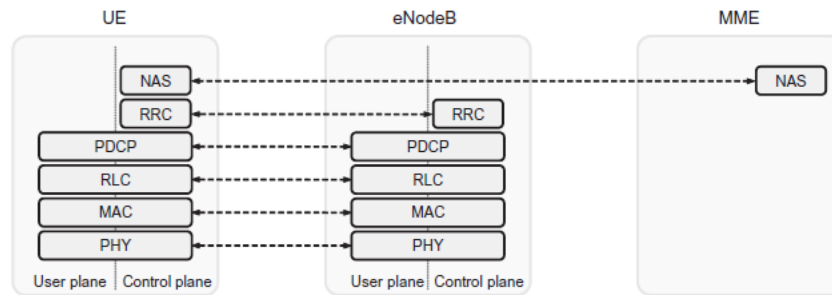 UE eNodeB MME
NAS NAS
RRC RRC
PDCP PDCP
RLC RLC
MAC MAC
PHY PHY
User plane Control plane User plane Control plane